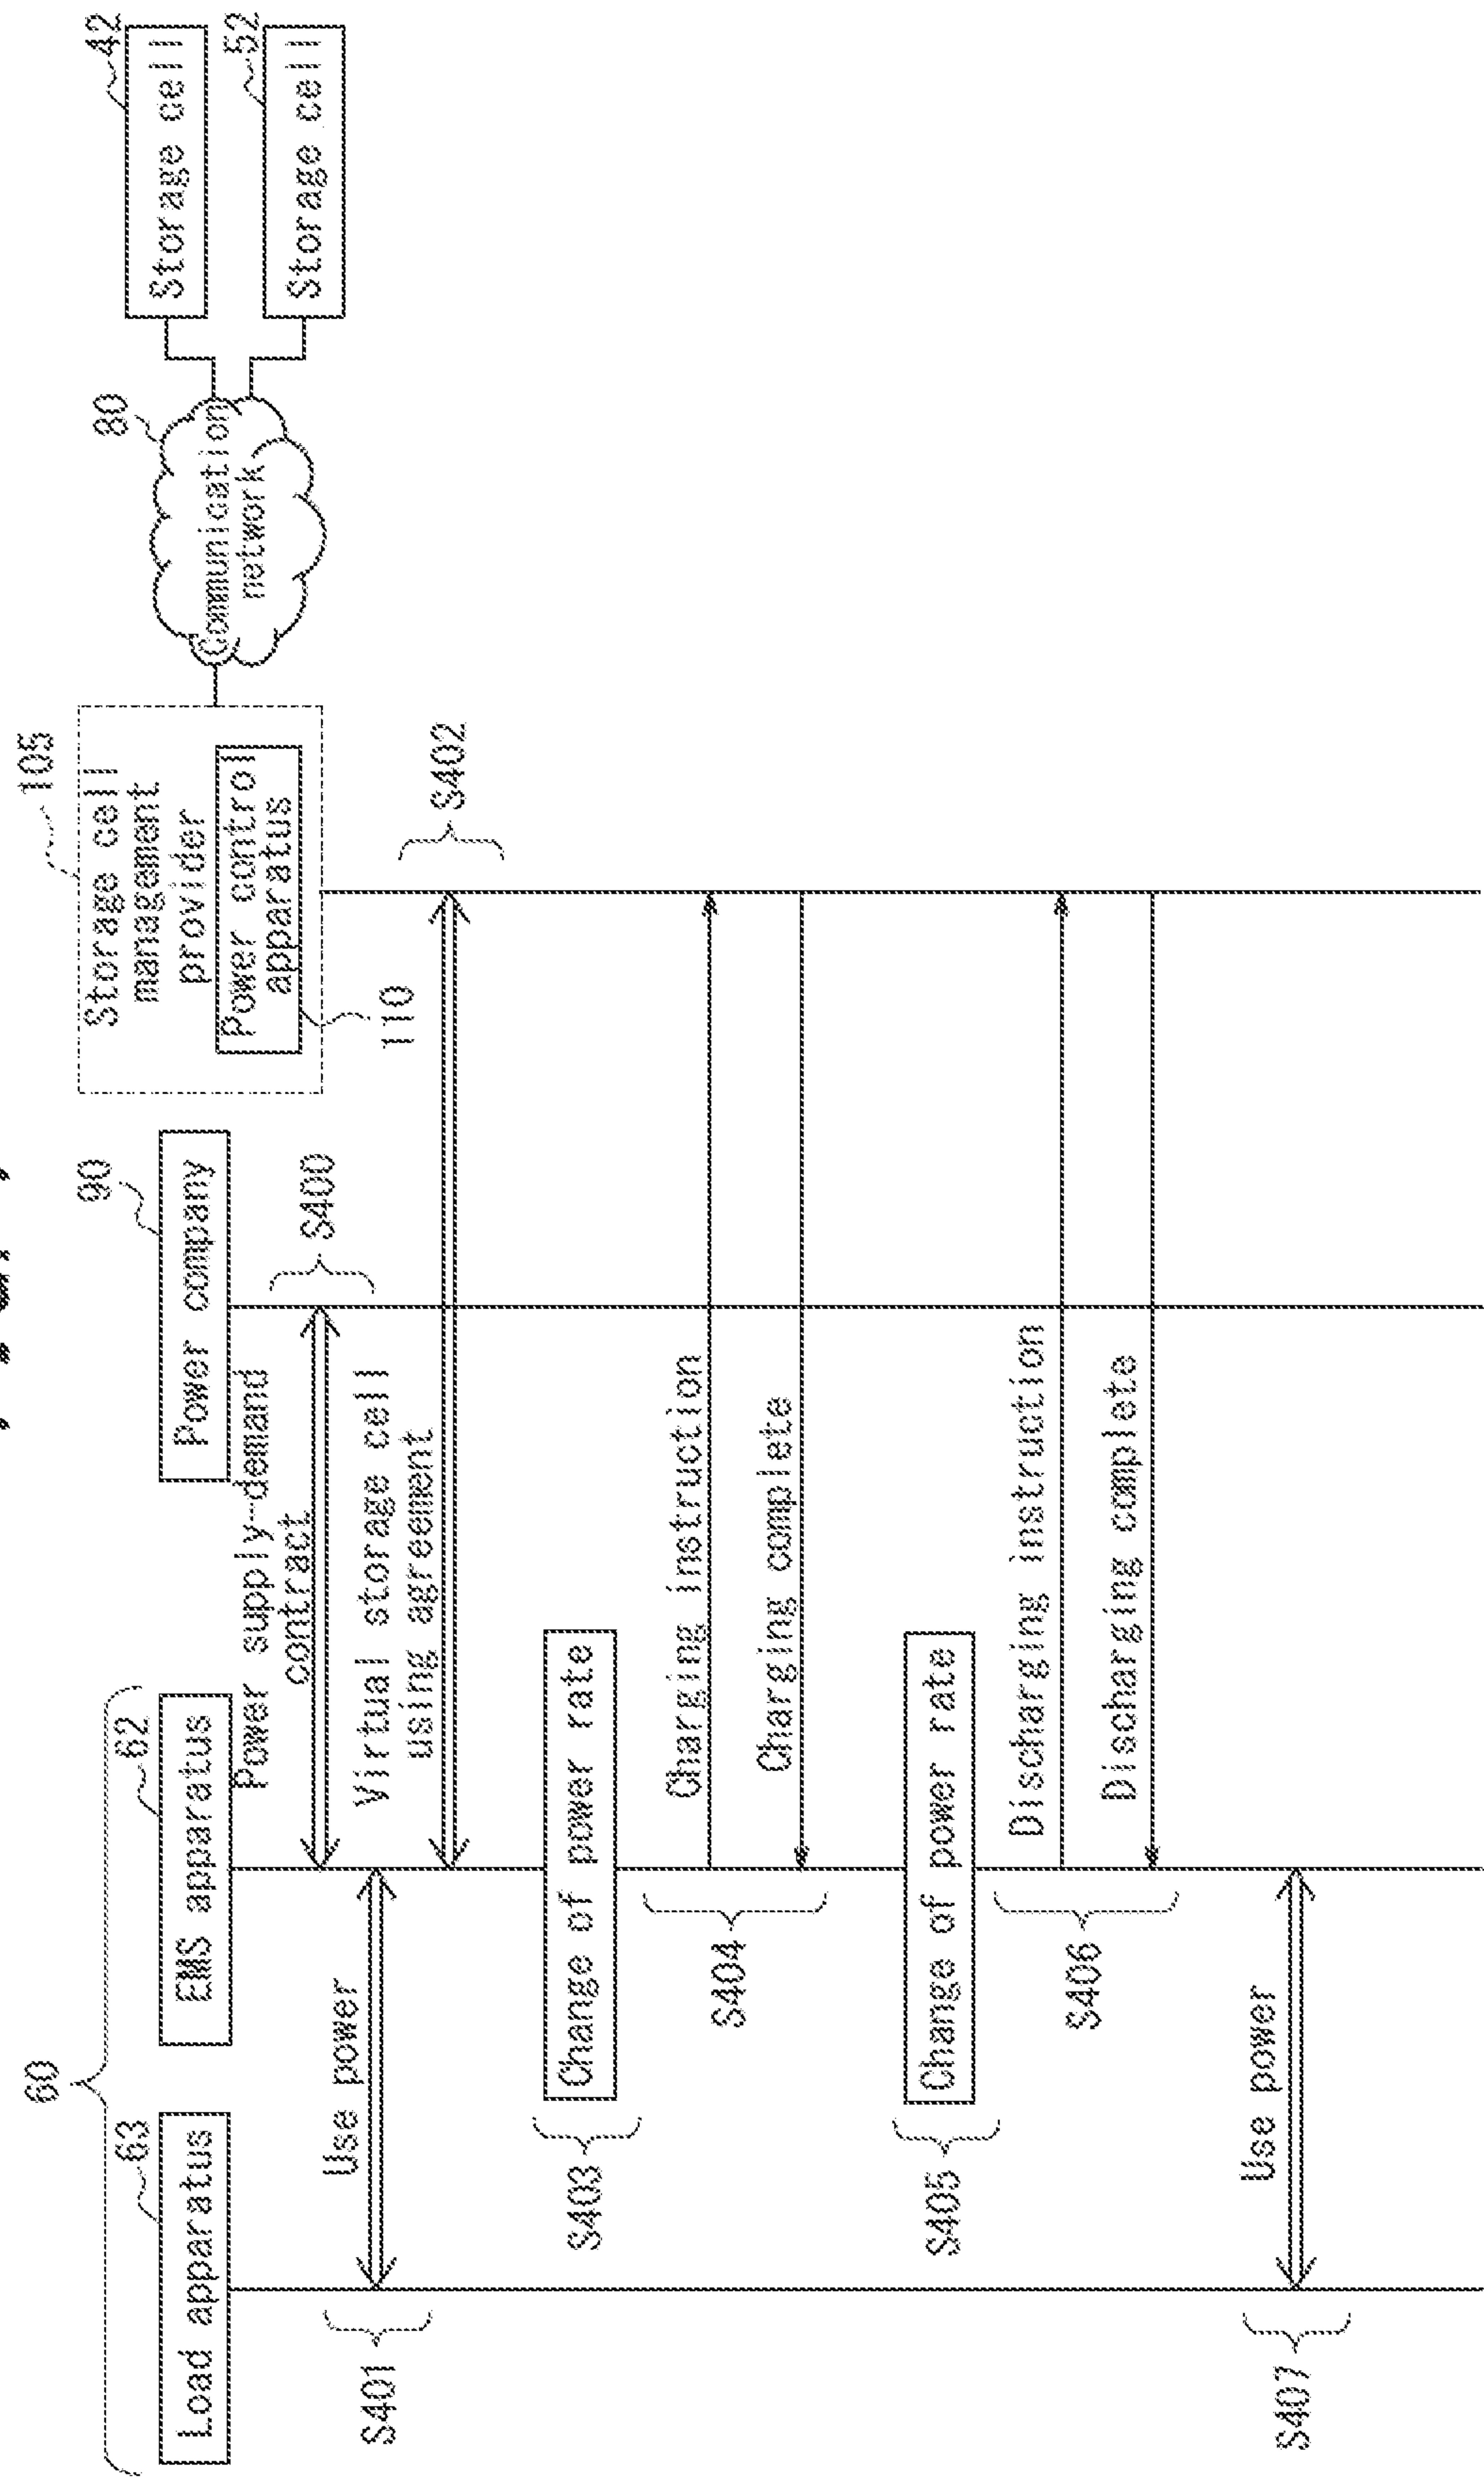 60
63
62
90
105
80
42
52
Load apparatus
EMS apparatus
Power company
Storage cell
management
provider
Power control
apparatus
110
Communication
network
Storage cell
Storage cell
Power supply-demand
contract
S400
Use power
S401
Virtual storage cell
using agreement
S402
Change of power rate
S403
Charging instruction
Charging complete
S404
Change of power rate
S405
Discharging instruction
Discharging complete
S406
Use power
S407